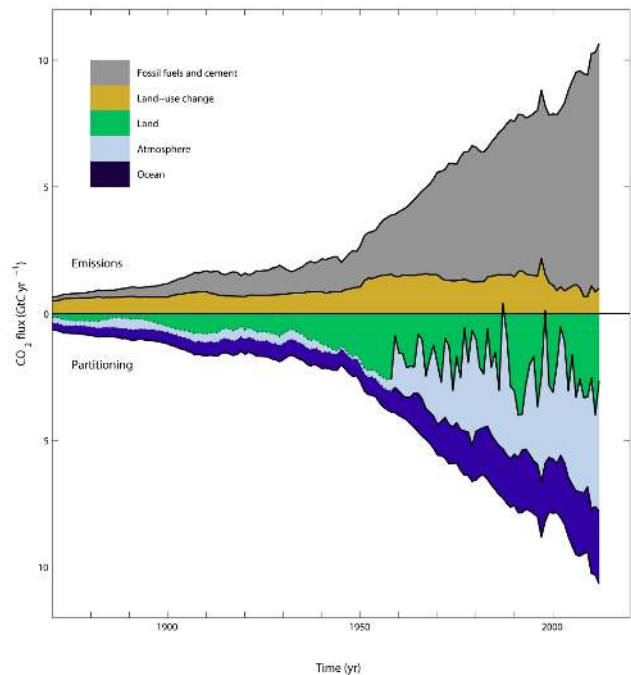 10
Fossil fuels and cement
Land-use change
Land
Atmosphere
Ocean
5
Emissions
0
CO2 flux (GtC yr−1)
Partitioning
5
10
1900
1950
2000
Time (yr)